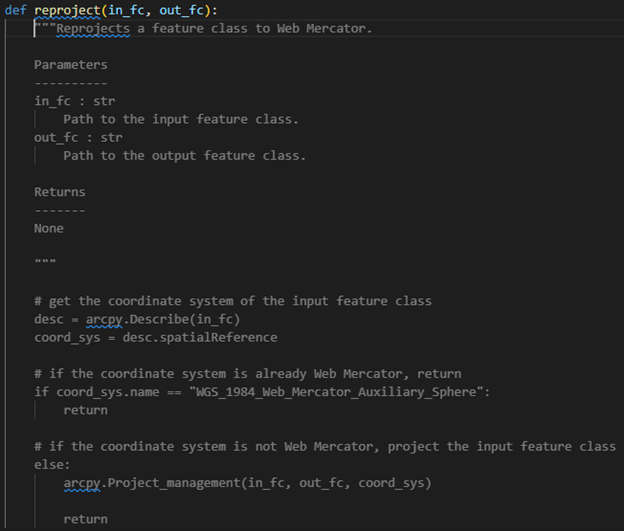 def reproject(in_fc, out_fc):
    """Reprojects a feature class to Web Mercator.

    Parameters
    ----------
    in_fc : str
        Path to the input feature class.
    out_fc : str
        Path to the output feature class.

    Returns
    -------
    None

    """

    # get the coordinate system of the input feature class
    desc = arcpy.Describe(in_fc)
    coord_sys = desc.spatialReference

    # if the coordinate system is already Web Mercator, return
    if coord_sys.name == "WGS_1984_Web_Mercator_Auxiliary_Sphere":
        return

    # if the coordinate system is not Web Mercator, project the input feature class
    else:
        arcpy.Project_management(in_fc, out_fc, coord_sys)

        return